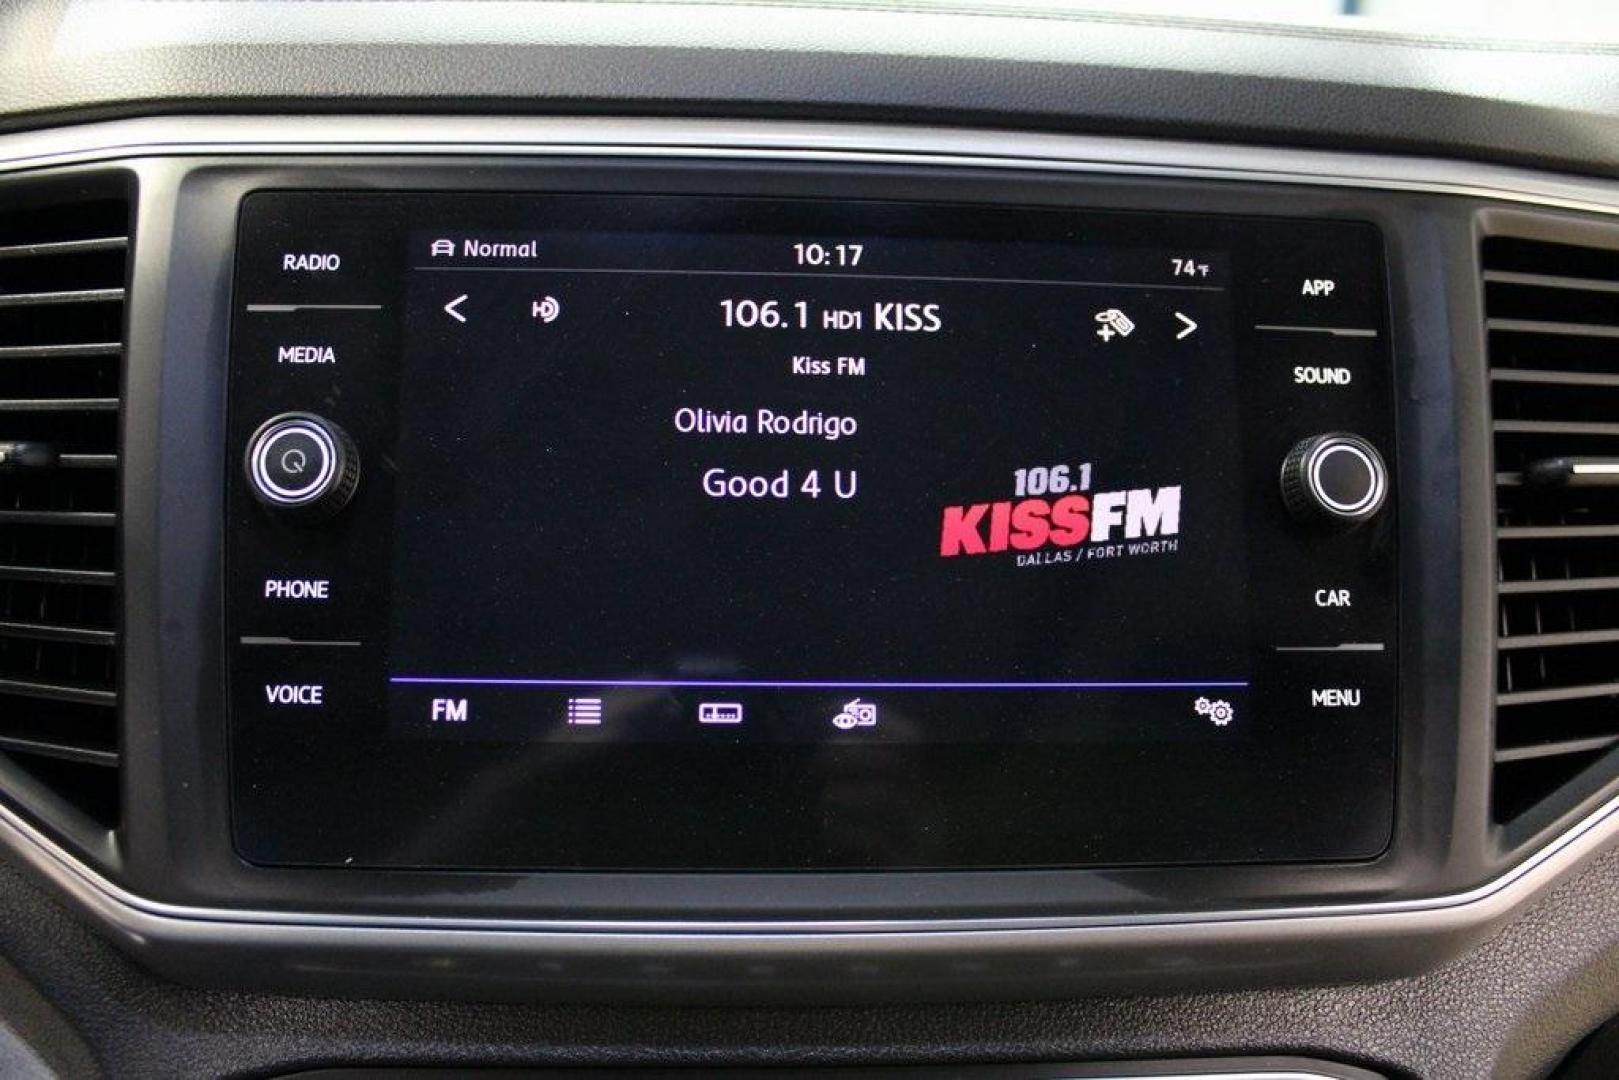 RADIO
MEDIA
PHONE
VOICE
Normal
10:17
74°F
HD
106.1 HD1 KISS
Kiss FM
Olivia Rodrigo
Good 4 U
106.1
KISSFM
DALLAS / FORT WORTH
FM
APP
SOUND
CAR
MENU